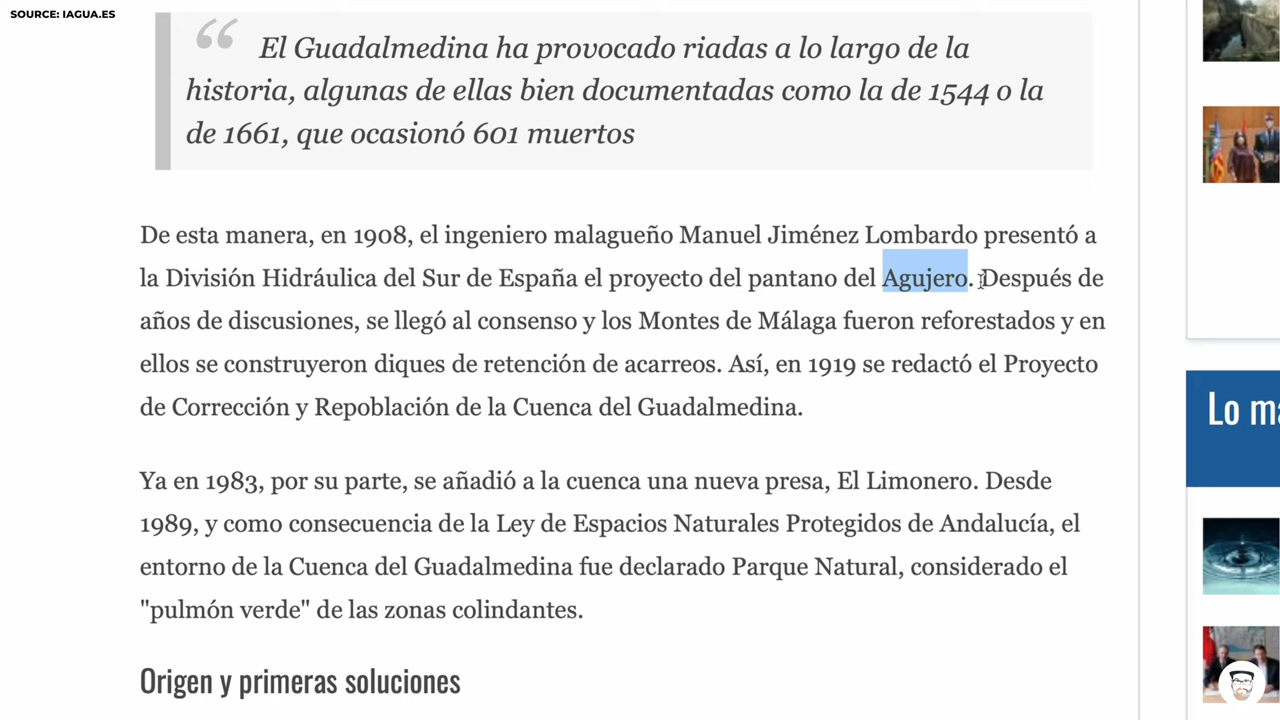 SOURCE: IAGUA.ES
“ El Guadalmedina ha provocado riadas a lo largo de la
historia, algunas de ellas bien documentadas como la de 1544 o la
de 1661, que ocasionó 601 muertos
De esta manera, en 1908, el ingeniero malagueño Manuel Jiménez Lombardo presentó a
la División Hidráulica del Sur de España el proyecto del pantano del Agujero. Después de
años de discusiones, se llegó al consenso y los Montes de Málaga fueron reforestados y en
ellos se construyeron diques de retención de acarreos. Así, en 1919 se redactó el Proyecto
de Corrección y Repoblación de la Cuenca del Guadalmedina.
Ya en 1983, por su parte, se añadió a la cuenca una nueva presa, El Limonero. Desde
1989, y como consecuencia de la Ley de Espacios Naturales Protegidos de Andalucía, el
entorno de la Cuenca del Guadalmedina fue declarado Parque Natural, considerado el
"pulmón verde" de las zonas colindantes.
Origen y primeras soluciones
Lo